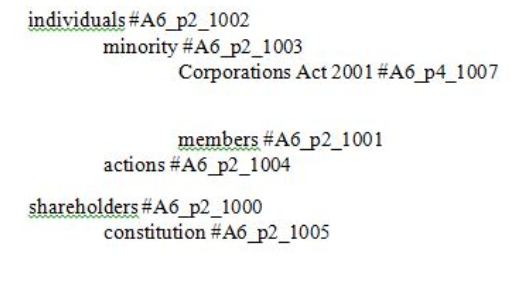 individuals #A6_p2_1002
minority #A6_p2_1003
Corporations Act 2001 #A6_p4_1007
members #A6_p2_1001
actions #A6_p2_1004
shareholders #A6_p2_1000
constitution #A6_p2_1005